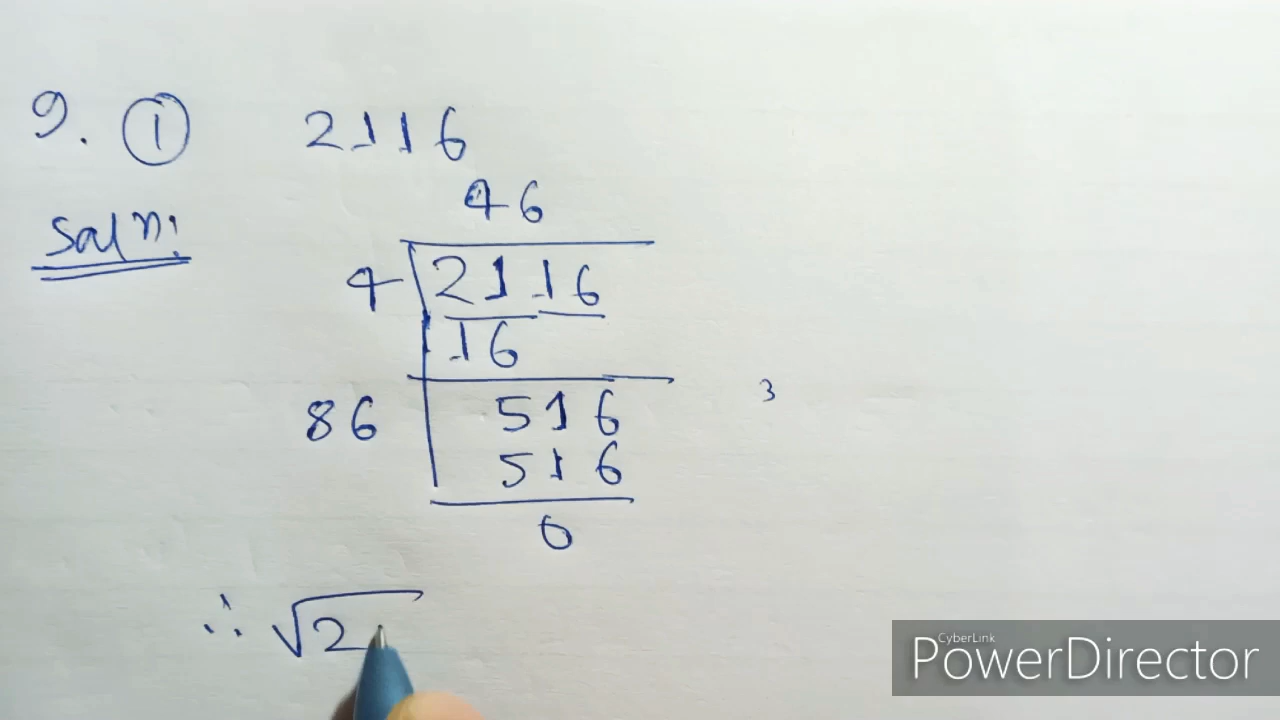 9. ① 2116
Soln:
46
4 2116
16
86 516
516
0
3
∴ √2
CyberLink
PowerDirector